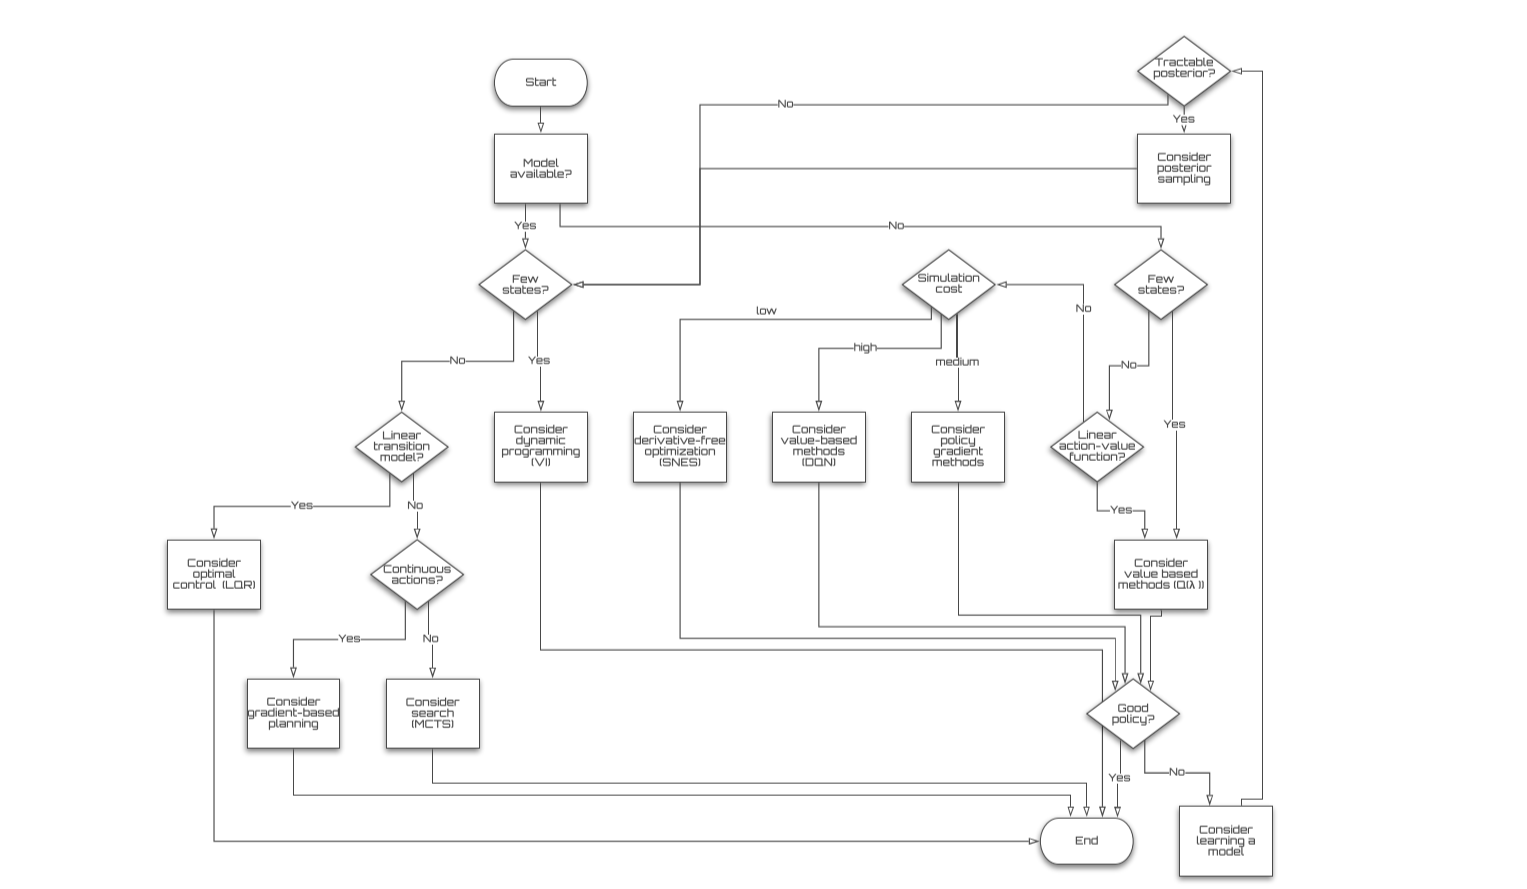 Tractable
posterior?
Start
No
Yes
Model
available?
Consider
posterior
sampling
Yes
No
Few
states?
Simulation
cost
Few
states?
No
low
high
No
Yes
medium
No
Yes
Linear
transition
model?
Consider
dynamic
programming
(VI)
Consider
derivative-free
optimization
(SNES)
Consider
value-based
methods
(DQN)
Consider
policy
gradient
methods
Linear
action-value
function?
Yes
No
Yes
Consider
optimal
control (LQR)
Continuous
actions?
Consider
value based
methods (Q(λ ))
Yes
No
Consider
gradient-based
planning
Consider
search
(MCTS)
Good
policy?
Yes
No
End
Consider
learning a
model